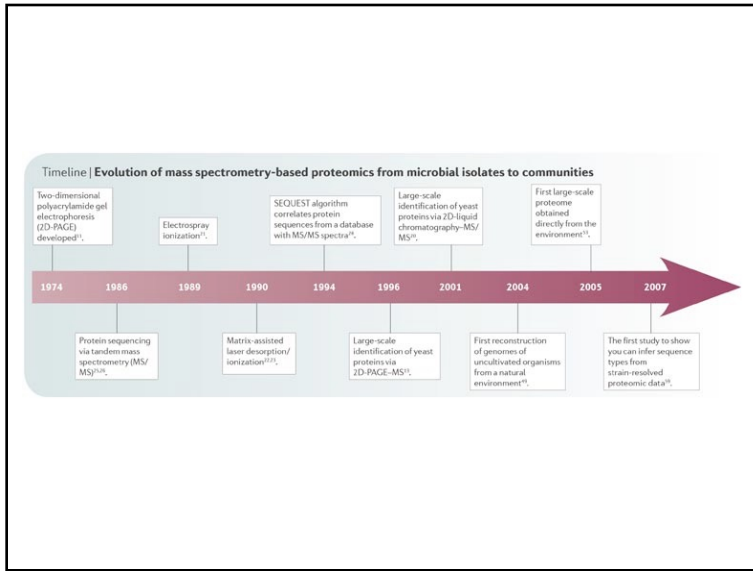 Timeline | Evolution of mass spectrometry-based proteomics from microbial isolates to communities
Two-dimensional
polyacrylamide gel
electrophoresis
(2D-PAGE)
developed
Electrospray
ionization
SEQUEST algorithm
correlates protein
sequences from a database
with MS/MS spectra
Large-scale
identification of yeast
proteins via 2D-liquid
chromatography–MS/
MS
First large-scale
proteome
obtained
directly from the
environment
1974 1986 1989 1990 1994 1996 2001 2004 2005 2007
Protein sequencing
via tandem mass
spectrometry (MS/
MS)
Matrix-assisted
laser desorption/
ionization
Large-scale
identification of yeast
proteins via
2D-PAGE–MS
First reconstruction
of genomes of
uncultivated organisms
from a natural
environment
The first study to show
you can infer sequence
types from
strain-resolved
proteomic data